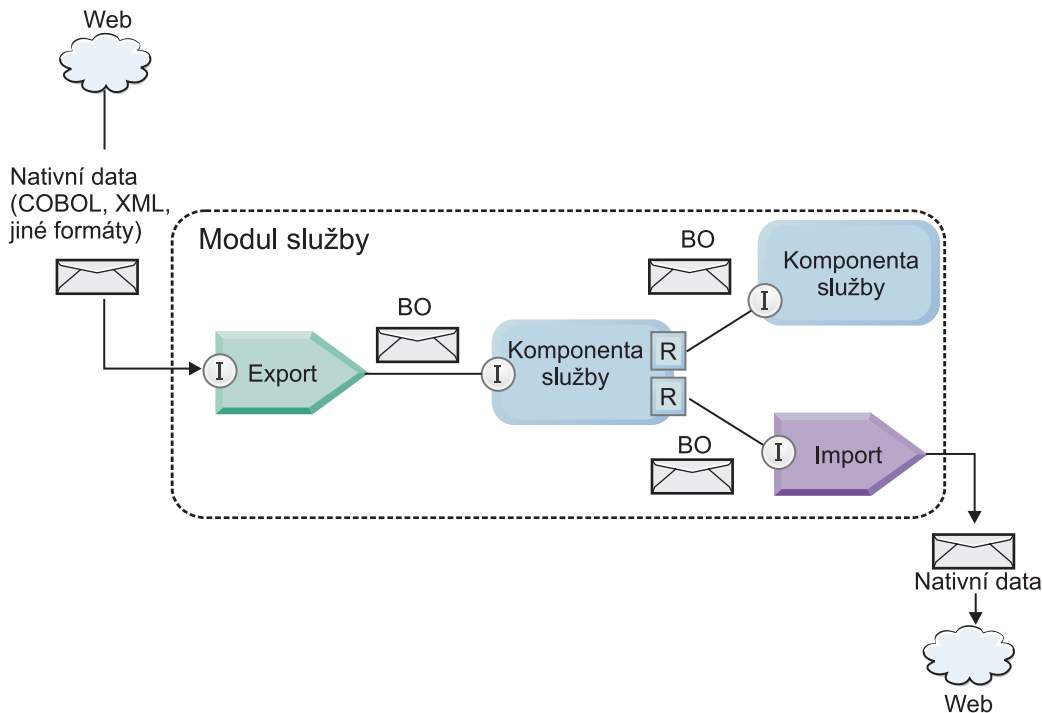 Web
Nativní data
(COBOL, XML,
jiné formáty)
Modul služby
I
Export
BO
I
Komponenta
služby
R
R
BO
I
Komponenta
služby
BO
I
Import
Nativní data
Web